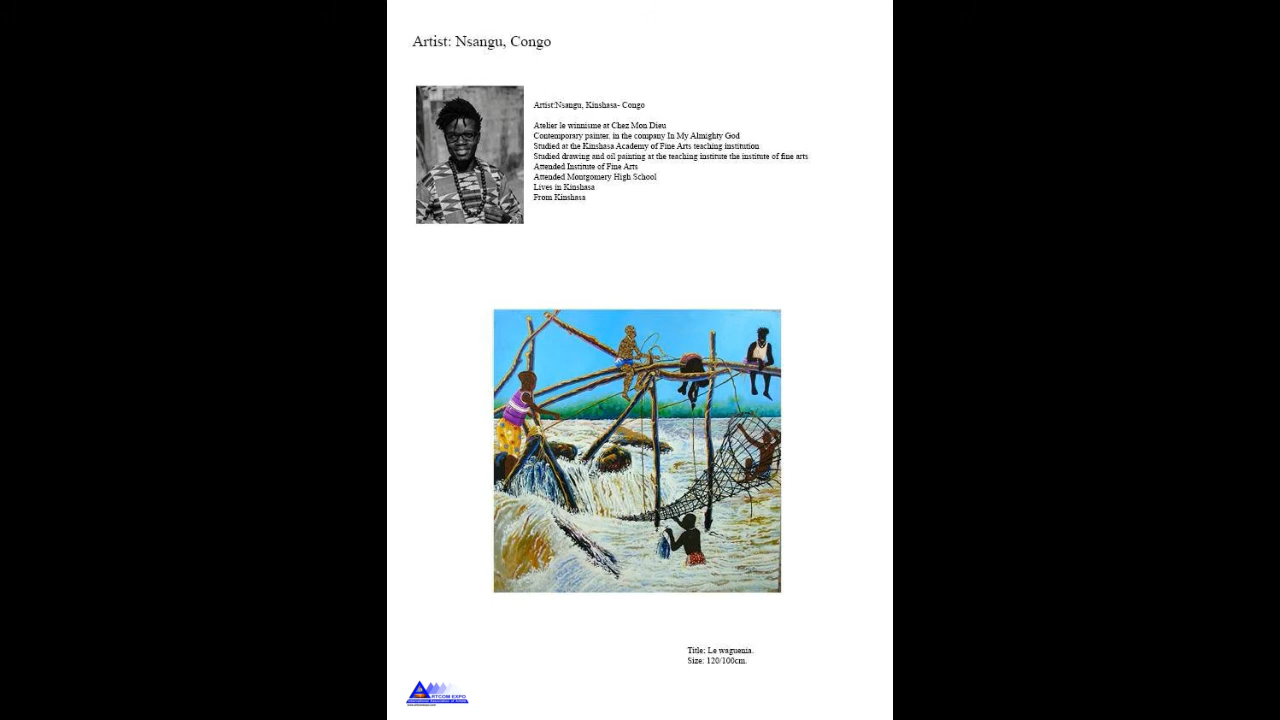 Artist: Nsangu, Congo
Artist:Nsangu, Kinshasa- Congo
Atelier le winnisme at Chez Mon Dieu
Contemporary painter, in the company In My Almighty God
Studied at the Kinshasa Academy of Fine Arts teaching institution
Studied drawing and oil painting at the teaching institute the institute of fine arts
Attended Institute of Fine Arts
Attended Montgomery High School
Lives in Kinshasa
From Kinshasa
Title: Le waguenia.
Size: 120/100cm.
ARTCOM EXPO